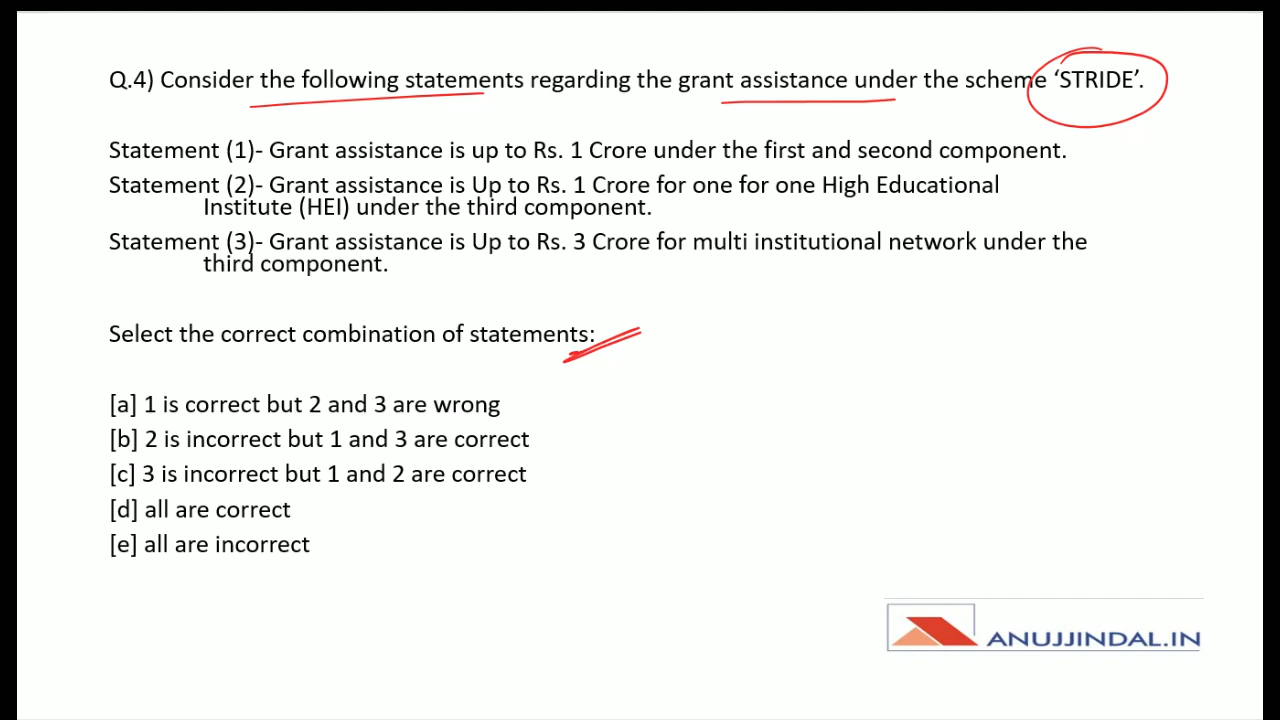 Q.4) Consider the following statements regarding the grant assistance under the scheme ‘STRIDE’.
Statement (1)- Grant assistance is up to Rs. 1 Crore under the first and second component.
Statement (2)- Grant assistance is Up to Rs. 1 Crore for one for one High Educational
Institute (HEI) under the third component.
Statement (3)- Grant assistance is Up to Rs. 3 Crore for multi institutional network under the
third component.
Select the correct combination of statements:
[a] 1 is correct but 2 and 3 are wrong
[b] 2 is incorrect but 1 and 3 are correct
[c] 3 is incorrect but 1 and 2 are correct
[d] all are correct
[e] all are incorrect
ANUJJINDAL.IN